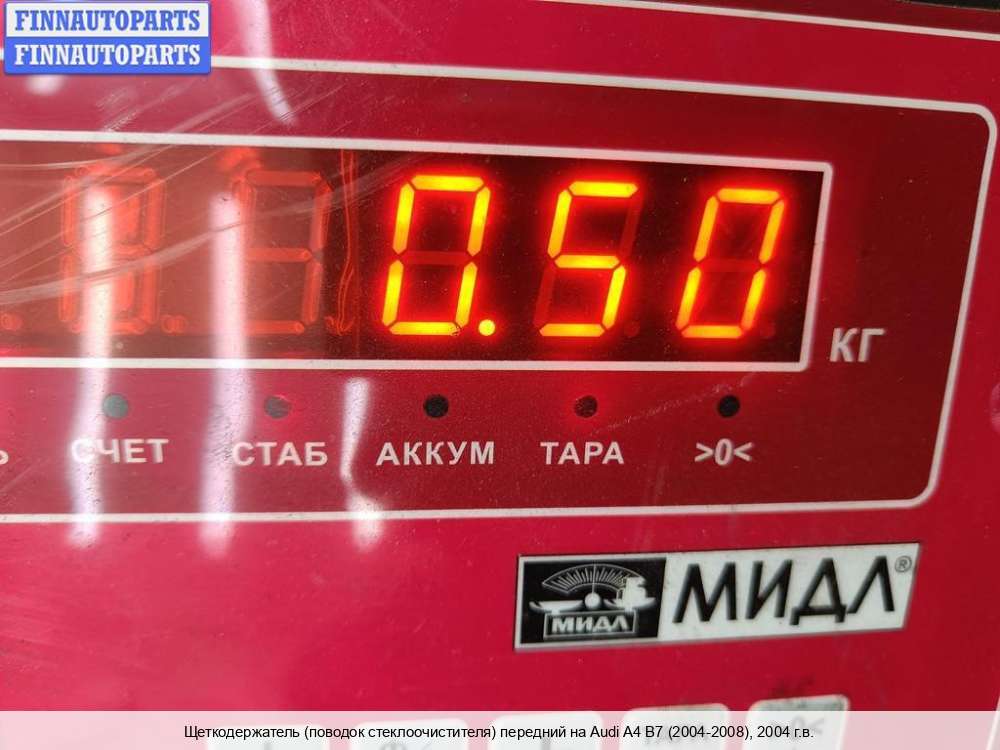 FINNAUTOPARTS
FINNAUTOPARTS
0.50
КГ
СЧЕТ СТАБ АККУМ ТАРА >0<
МИДЛ МИДЛ®
Щеткодержатель (поводок стеклоочистителя) передний на Audi A4 B7 (2004-2008), 2004 г.в.